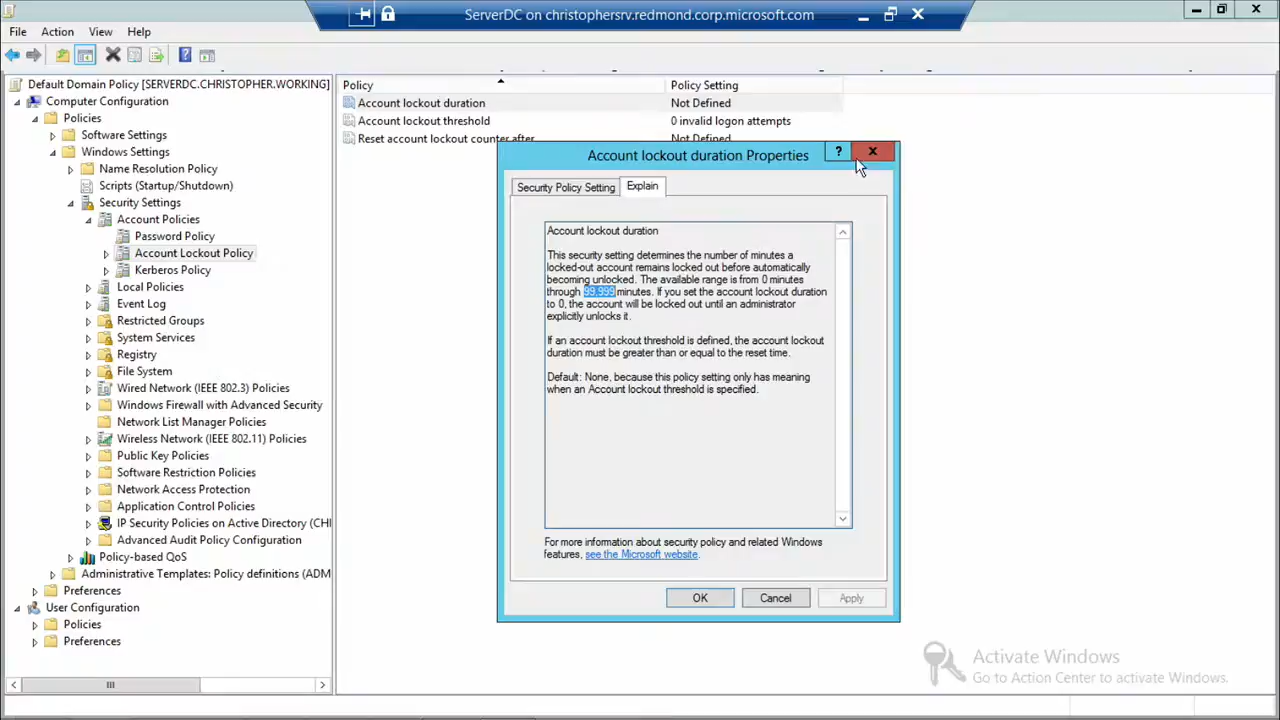 ServerDC on christophersrv.redmond.corp.microsoft.com
File Action View Help
Default Domain Policy [SERVERDC.CHRISTOPHER.WORKING]
Computer Configuration
Policies
Software Settings
Windows Settings
Name Resolution Policy
Scripts (Startup/Shutdown)
Security Settings
Account Policies
Password Policy
Account Lockout Policy
Kerberos Policy
Local Policies
Event Log
Restricted Groups
System Services
Registry
File System
Wired Network (IEEE 802.3) Policies
Windows Firewall with Advanced Security
Network List Manager Policies
Wireless Network (IEEE 802.11) Policies
Public Key Policies
Software Restriction Policies
Network Access Protection
Application Control Policies
IP Security Policies on Active Directory (CHI
Advanced Audit Policy Configuration
Policy-based QoS
Administrative Templates: Policy definitions (ADM
Preferences
User Configuration
Policies
Preferences
Policy Policy Setting
Account lockout duration Not Defined
Account lockout threshold 0 invalid logon attempts
Reset account lockout counter after Not Defined
Account lockout duration Properties ?
Security Policy Setting Explain
Account lockout duration
This security setting determines the number of minutes a
locked-out account remains locked out before automatically
becoming unlocked. The available range is from 0 minutes
through 99,999 minutes. If you set the account lockout duration
to 0, the account will be locked out until an administrator
explicitly unlocks it.
If an account lockout threshold is defined, the account lockout
duration must be greater than or equal to the reset time.
Default: None, because this policy setting only has meaning
when an Account lockout threshold is specified.
For more information about security policy and related Windows
features, see the Microsoft website.
OK Cancel Apply
Activate Windows
Go to Action Center to activate Windows.